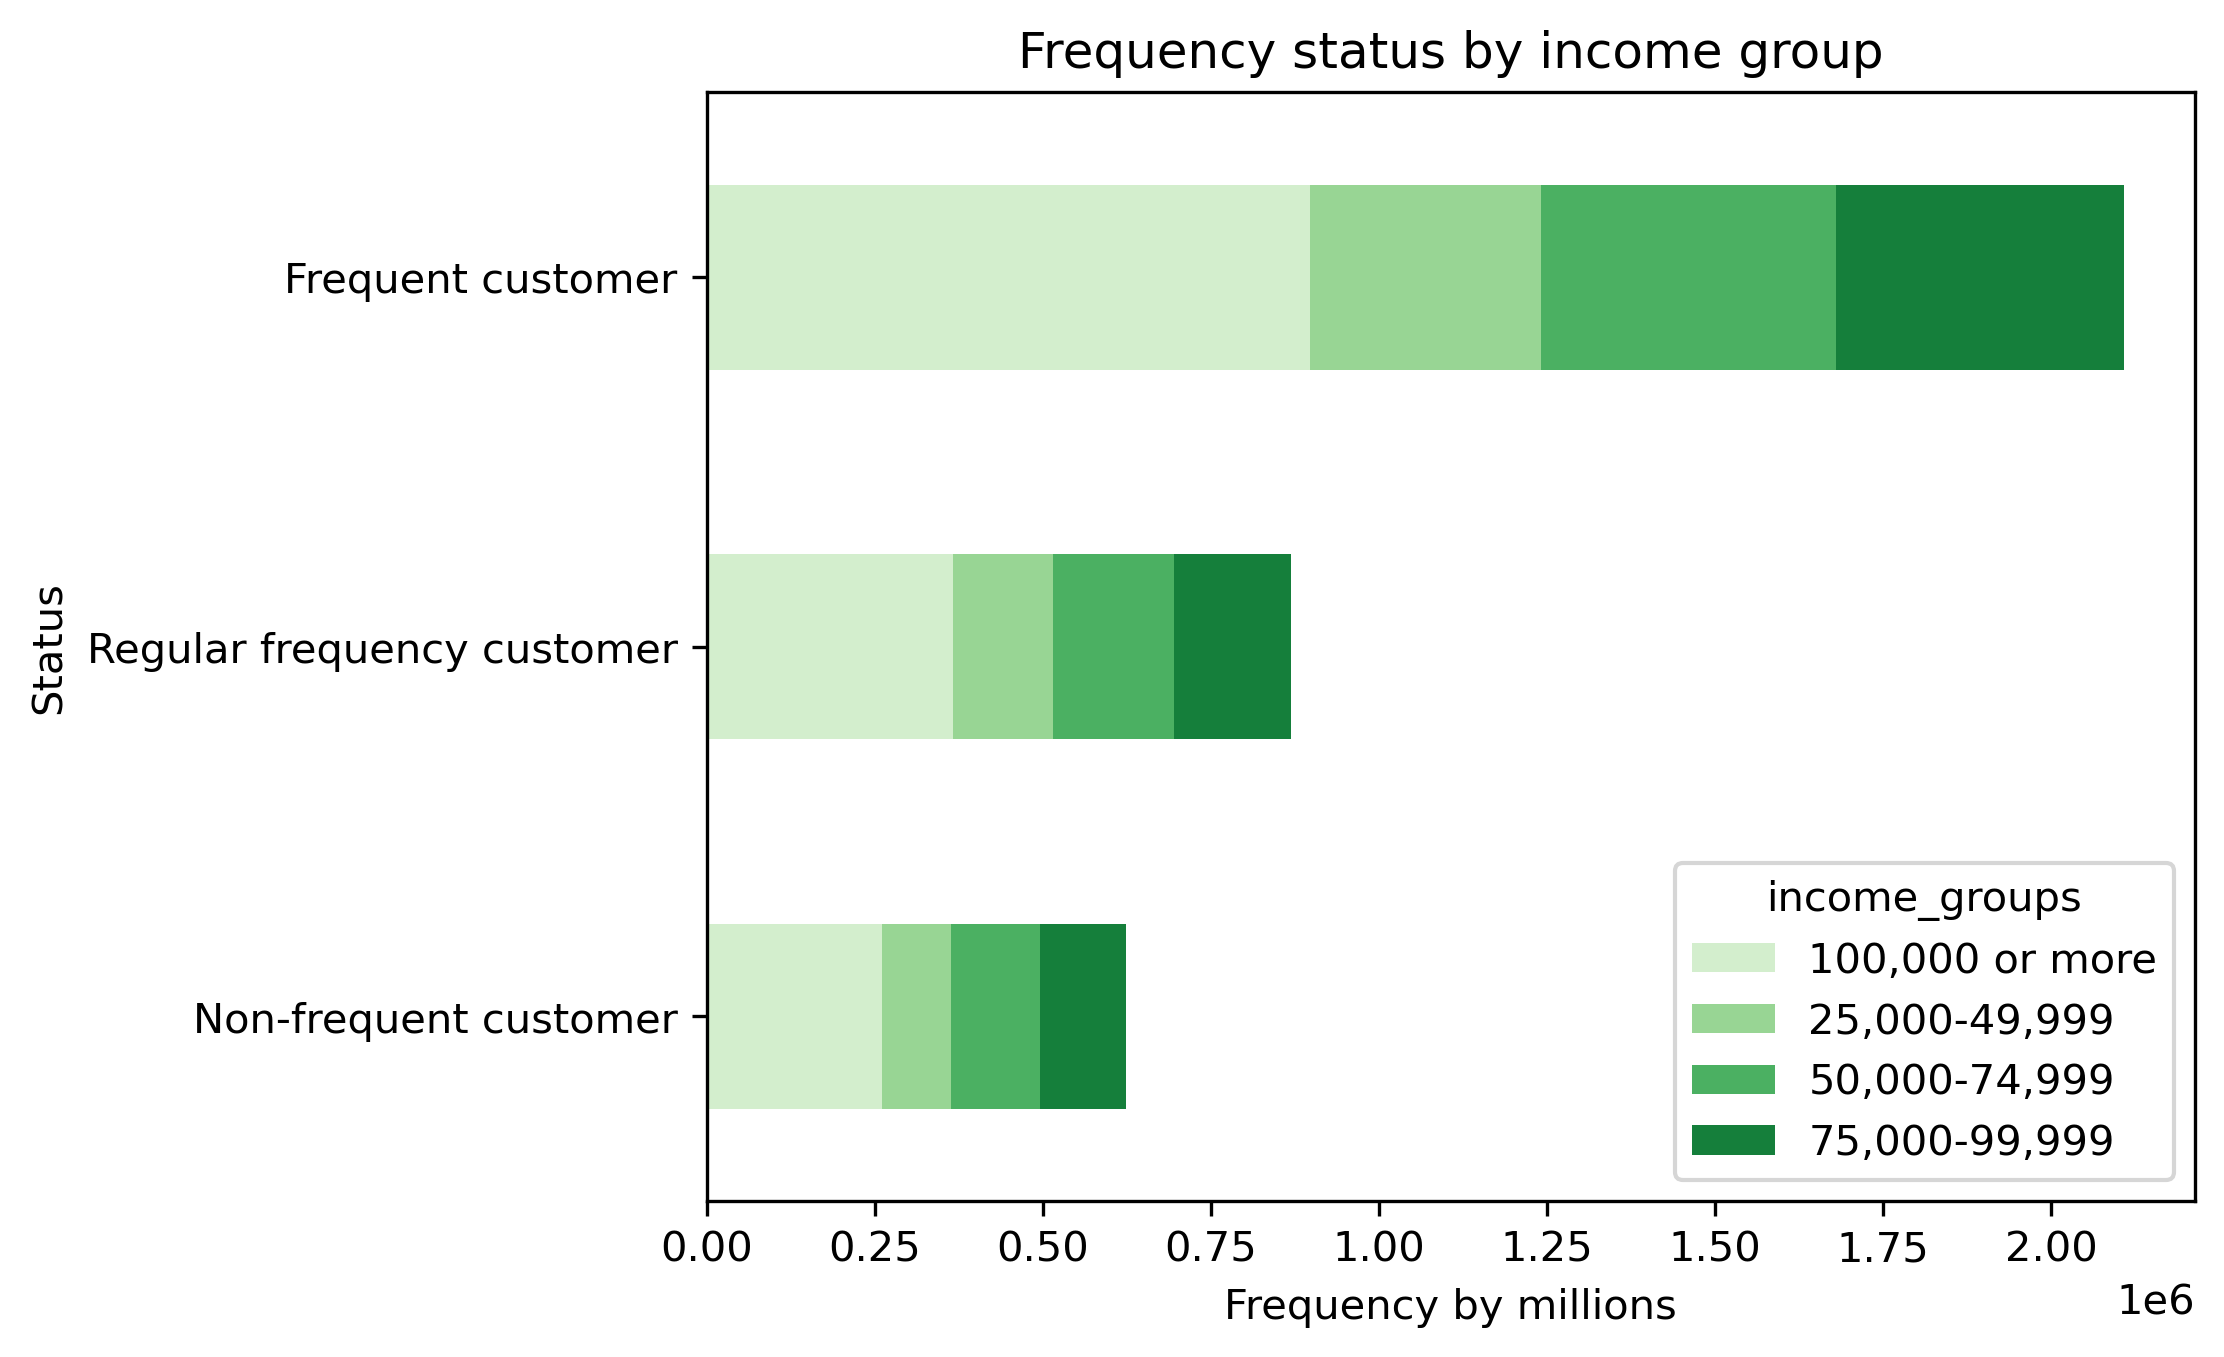 Frequency status by income group
Status
Frequent customer
Regular frequency customer
Non-frequent customer
income_groups
100,000 or more
25,000-49,999
50,000-74,999
75,000-99,999
0.00 0.25 0.50 0.75 1.00 1.25 1.50 1.75 2.00
1e6
Frequency by millions